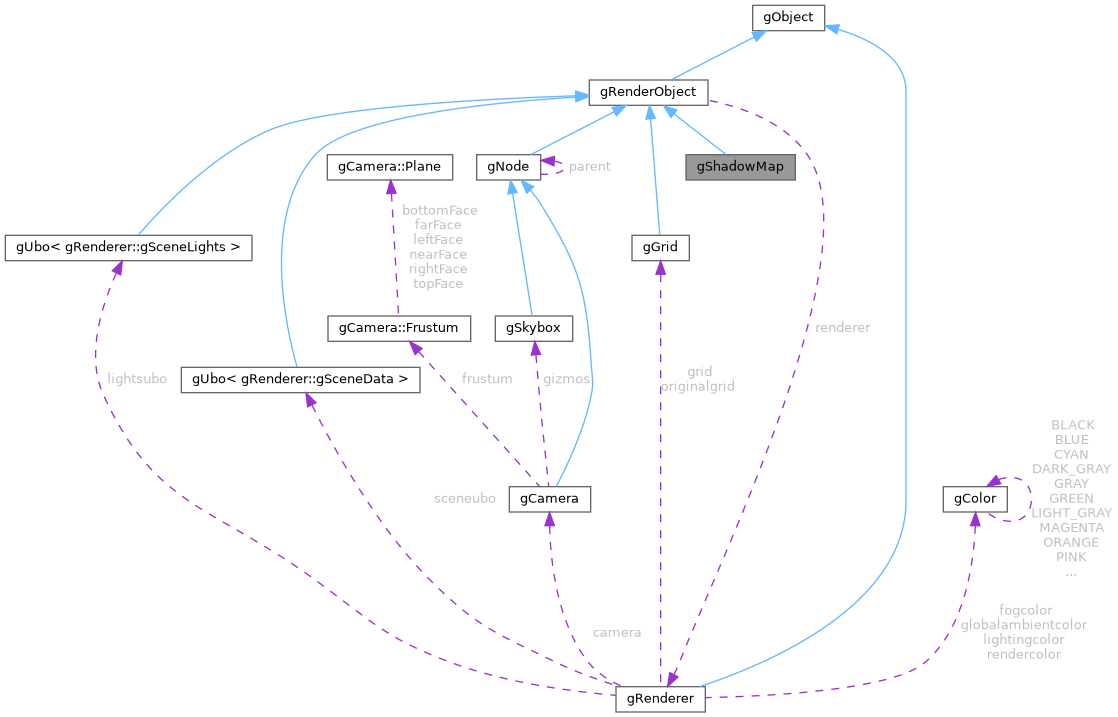 gObject
gRenderObject
gCamera::Plane
gNode
parent
gShadowMap
bottomFace
farFace
leftFace
nearFace
rightFace
topFace
gUbo< gRenderer::gSceneLights >
gGrid
gCamera::Frustum
gSkybox
renderer
lightsubo
gUbo< gRenderer::gSceneData >
frustum
gizmos
grid
originalgrid
BLACK
BLUE
CYAN
DARK_GRAY
GRAY
GREEN
LIGHT_GRAY
MAGENTA
ORANGE
PINK
...
sceneubo
gCamera
gColor
camera
fogcolor
globalambientcolor
lightingcolor
rendercolor
gRenderer